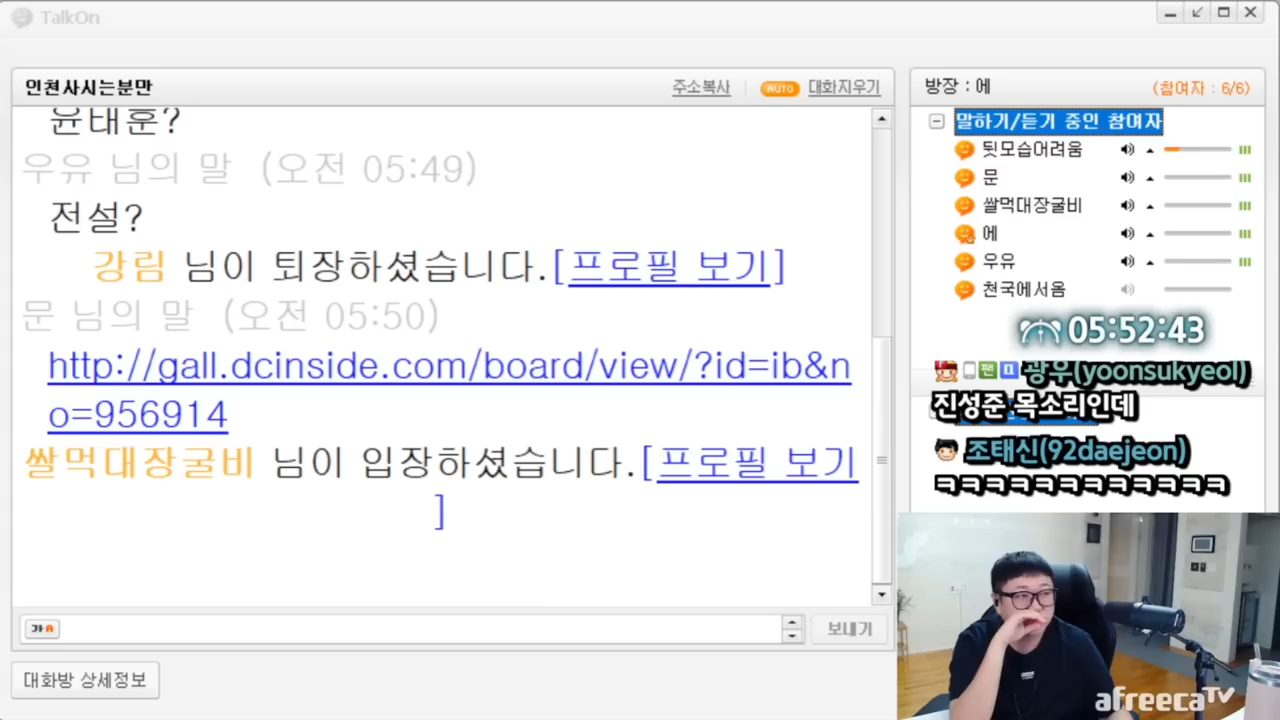 TalkOn
인천사시는분만
주소복사
AUTO
대화지우기
윤태훈?
우유 님의 말 (오전 05:49)
전설?
강림 님이 퇴장하셨습니다.[프로필 보기]
문 님의 말 (오전 05:50)
http://gall.dcinside.com/board/view/?id=ib&n
o=956914
쌀먹대장굴비 님이 입장하셨습니다.[프로필 보기
]
가A
보내기
대화방 상세정보
방장 : 에
(참여자 : 6/6)
말하기/듣기 중인 참여자
뒷모습어려움
문
쌀먹대장굴비
에
우유
천국에서옴
05:52:43
팬 광우(yoonsukyeol)
진성준 목소리인데
조태신(92daejeon)
ㅋㅋㅋㅋㅋㅋㅋㅋㅋㅋㅋㅋ
afreecaTV